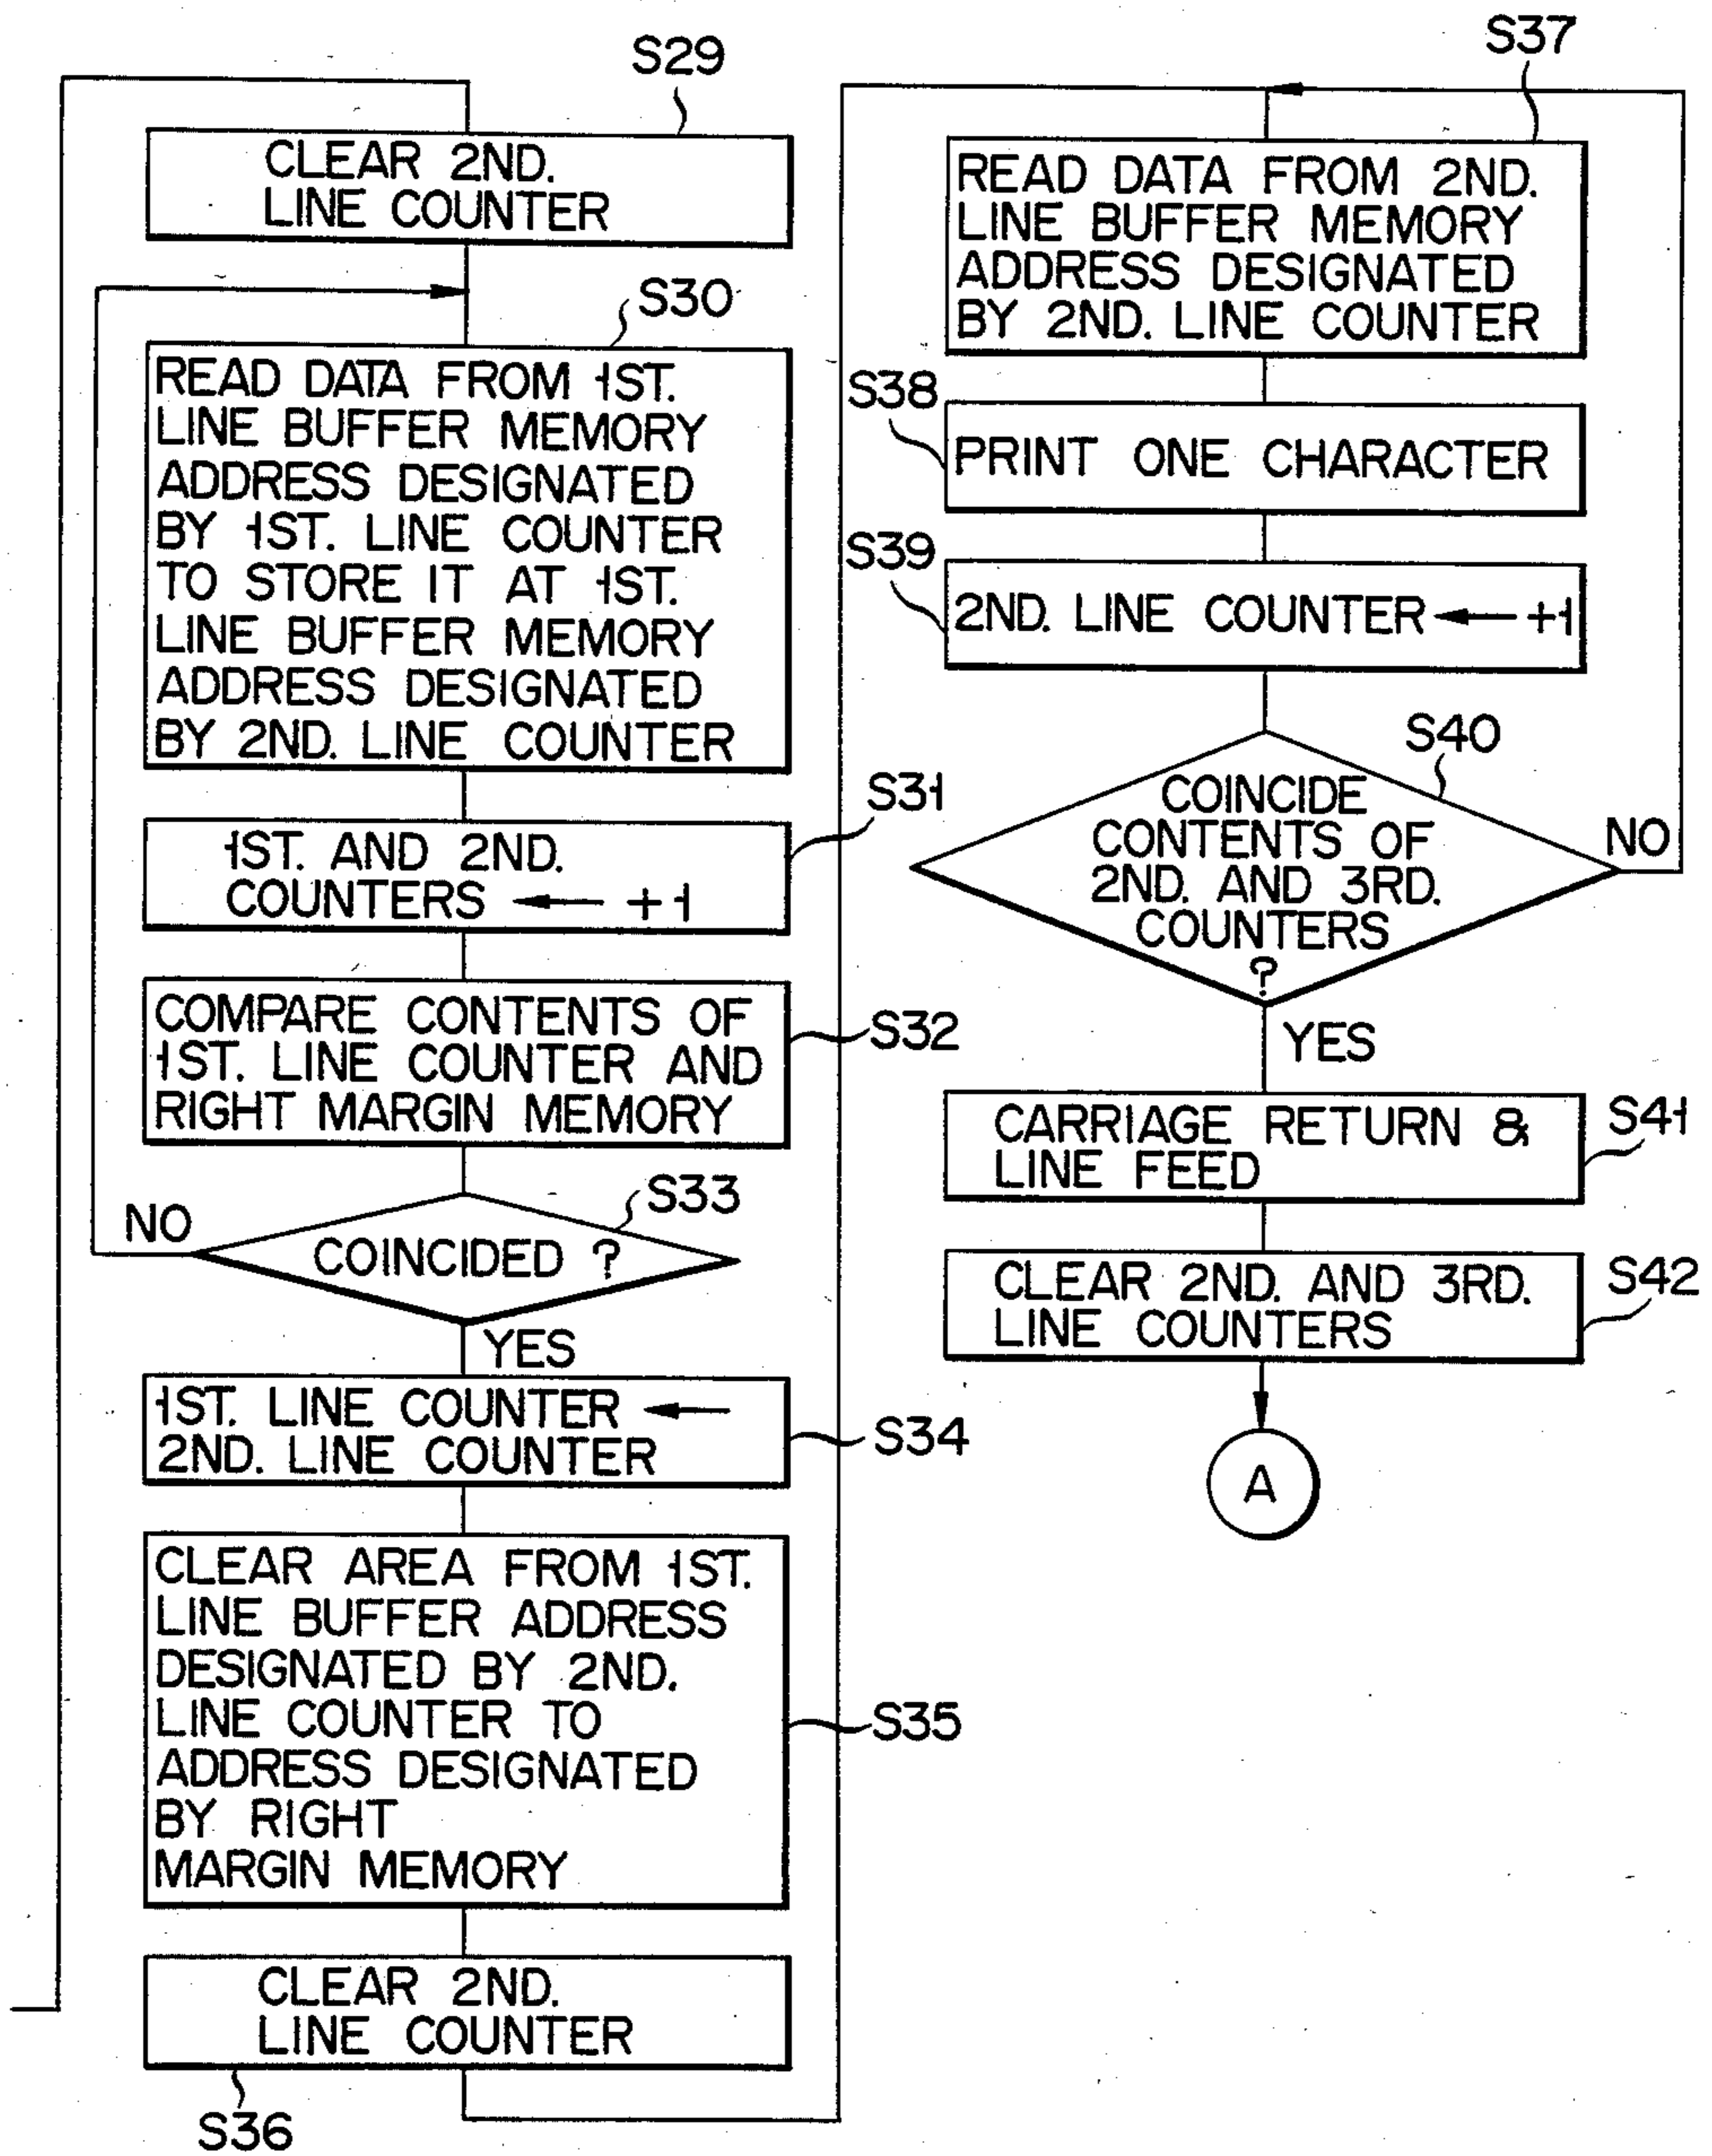 S29
CLEAR 2ND.
LINE COUNTER
S30
READ DATA FROM 1ST.
LINE BUFFER MEMORY
ADDRESS DESIGNATED
BY 1ST. LINE COUNTER
TO STORE IT AT 1ST.
LINE BUFFER MEMORY
ADDRESS DESIGNATED
BY 2ND. LINE COUNTER
S31
1ST. AND 2ND.
COUNTERS ← +1
COMPARE CONTENTS OF
1ST. LINE COUNTER AND
RIGHT MARGIN MEMORY
S32
S33
NO
COINCIDED ?
YES
1ST. LINE COUNTER ←
2ND. LINE COUNTER
S34
CLEAR AREA FROM 1ST.
LINE BUFFER ADDRESS
DESIGNATED BY 2ND.
LINE COUNTER TO
ADDRESS DESIGNATED
BY RIGHT
MARGIN MEMORY
S35
CLEAR 2ND.
LINE COUNTER
S36
S37
READ DATA FROM 2ND.
LINE BUFFER MEMORY
ADDRESS DESIGNATED
BY 2ND. LINE COUNTER
S38
PRINT ONE CHARACTER
S39
2ND. LINE COUNTER ← +1
S40
COINCIDE
CONTENTS OF
2ND. AND 3RD.
COUNTERS
?
NO
YES
CARRIAGE RETURN &
LINE FEED
S41
CLEAR 2ND. AND 3RD.
LINE COUNTERS
S42
A